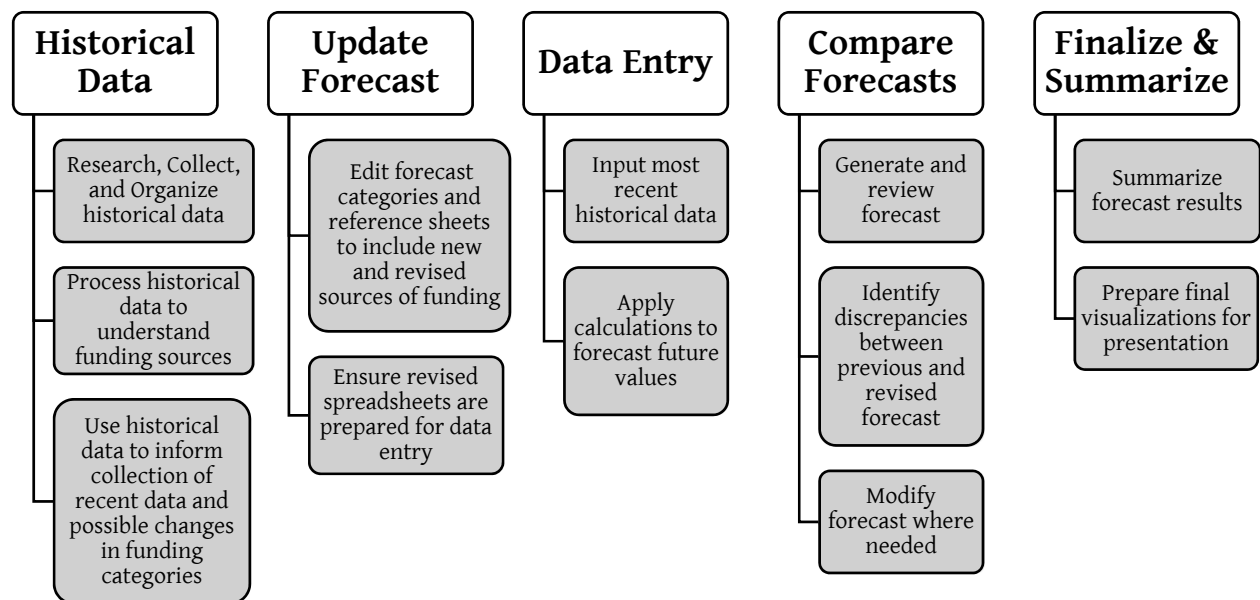 Historical
Data
Research, Collect,
and Organize
historical data
Process historical
data to
understand
funding sources
Use historical
data to inform
collection of
recent data and
possible changes
in funding
categories
Update
Forecast
Edit forecast
categories and
reference sheets
to include new
and revised
sources of funding
Ensure revised
spreadsheets are
prepared for data
entry
Data Entry
Input most
recent
historical data
Apply
calculations to
forecast future
values
Compare
Forecasts
Generate and
review
forecast
Identify
discrepancies
between
previous and
revised
forecast
Modify
forecast where
needed
Finalize &
Summarize
Summarize
forecast results
Prepare final
visualizations for
presentation